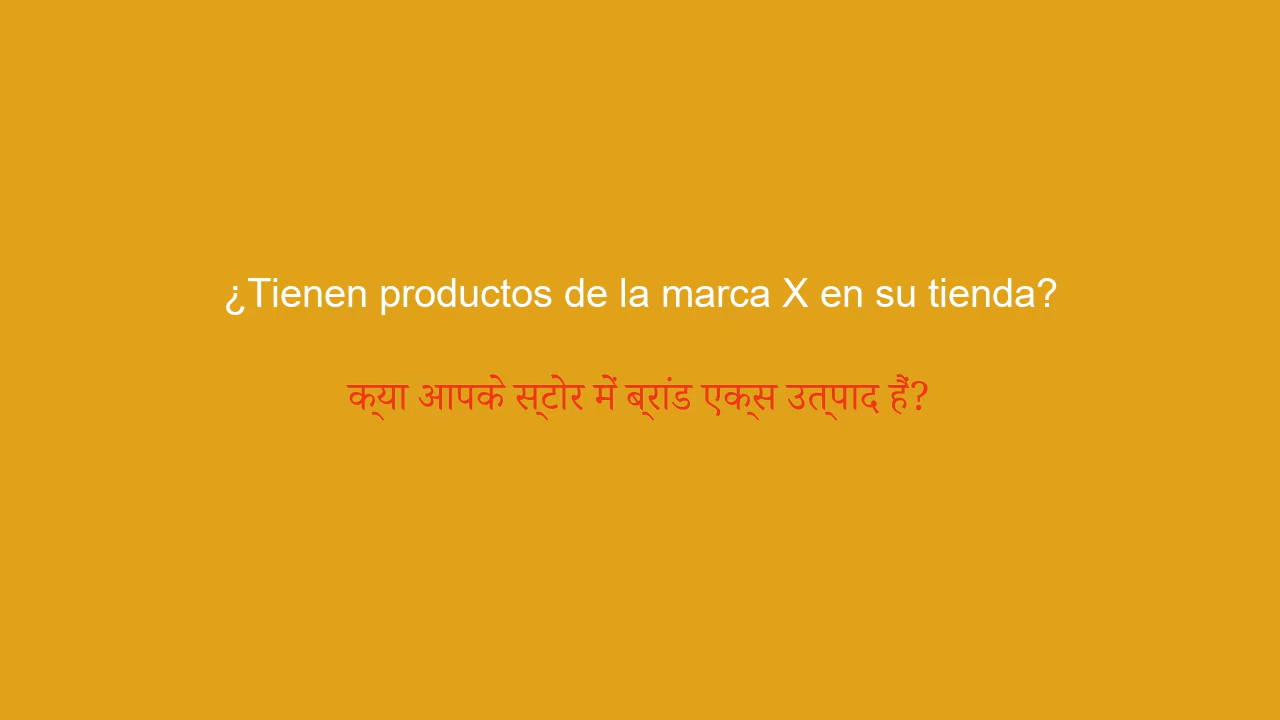 ¿Tienen productos de la marca X en su tienda?
क्या आपके स्टोर में ब्रांड एक्स उत्पाद हैं?